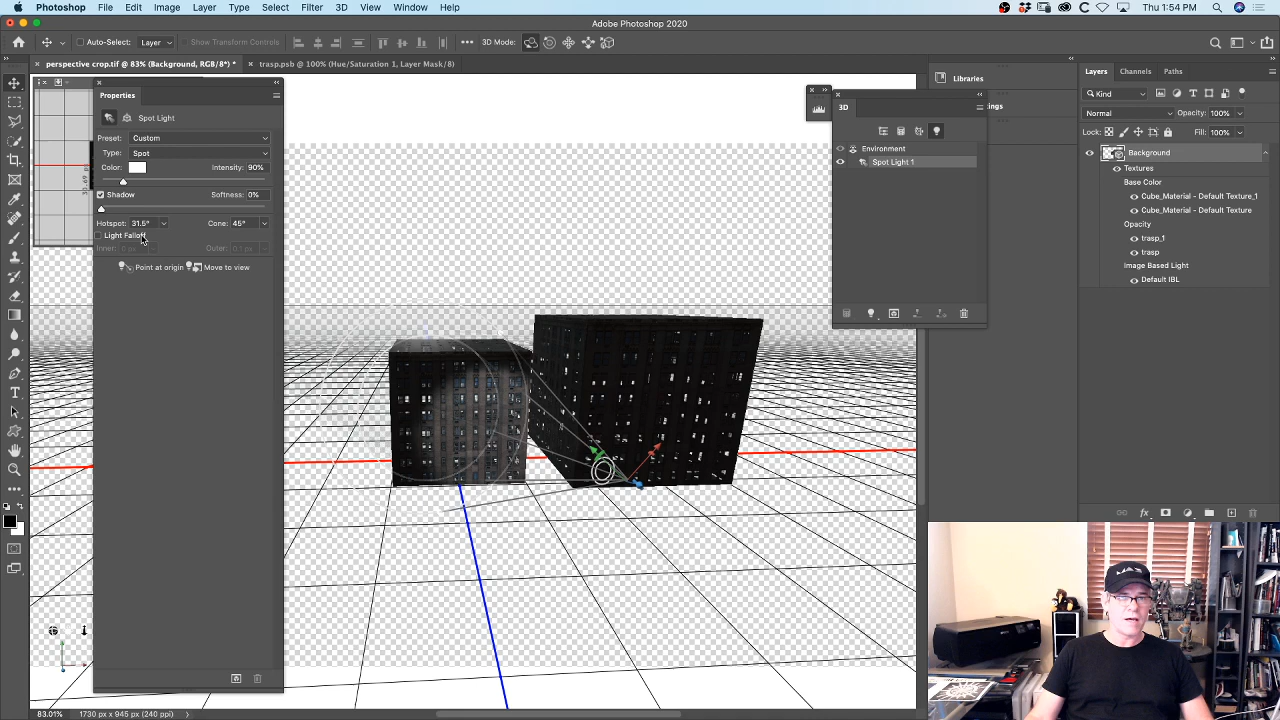 Photoshop File Edit Image Layer Type Select Filter 3D View Window Help
Thu 1:54 PM
Adobe Photoshop 2020
Auto-Select: Layer Show Transform Controls 3D Mode:
perspective crop.tif @ 83% (Background, RGB/8*) *
trasp.psb @ 100% (Hue/Saturation 1, Layer Mask/8)
Properties
Spot Light
Preset: Custom
Type: Spot
Color: Intensity: 90%
Shadow Softness: 0%
Hotspot: 31.5° Cone: 45°
Light Falloff
Inner: 0 px Outer: 0.1 px
Point at origin Move to view
3D
Environment
Spot Light 1
Libraries
Layers Channels Paths
Kind
Normal Opacity: 100%
Lock: Fill: 100%
Background
Textures
Base Color
Cube_Material - Default Texture_1
Cube_Material - Default Texture
Opacity
trasp_1
trasp
Image Based Light
Default IBL
83.01% 1730 px x 945 px (240 ppi)